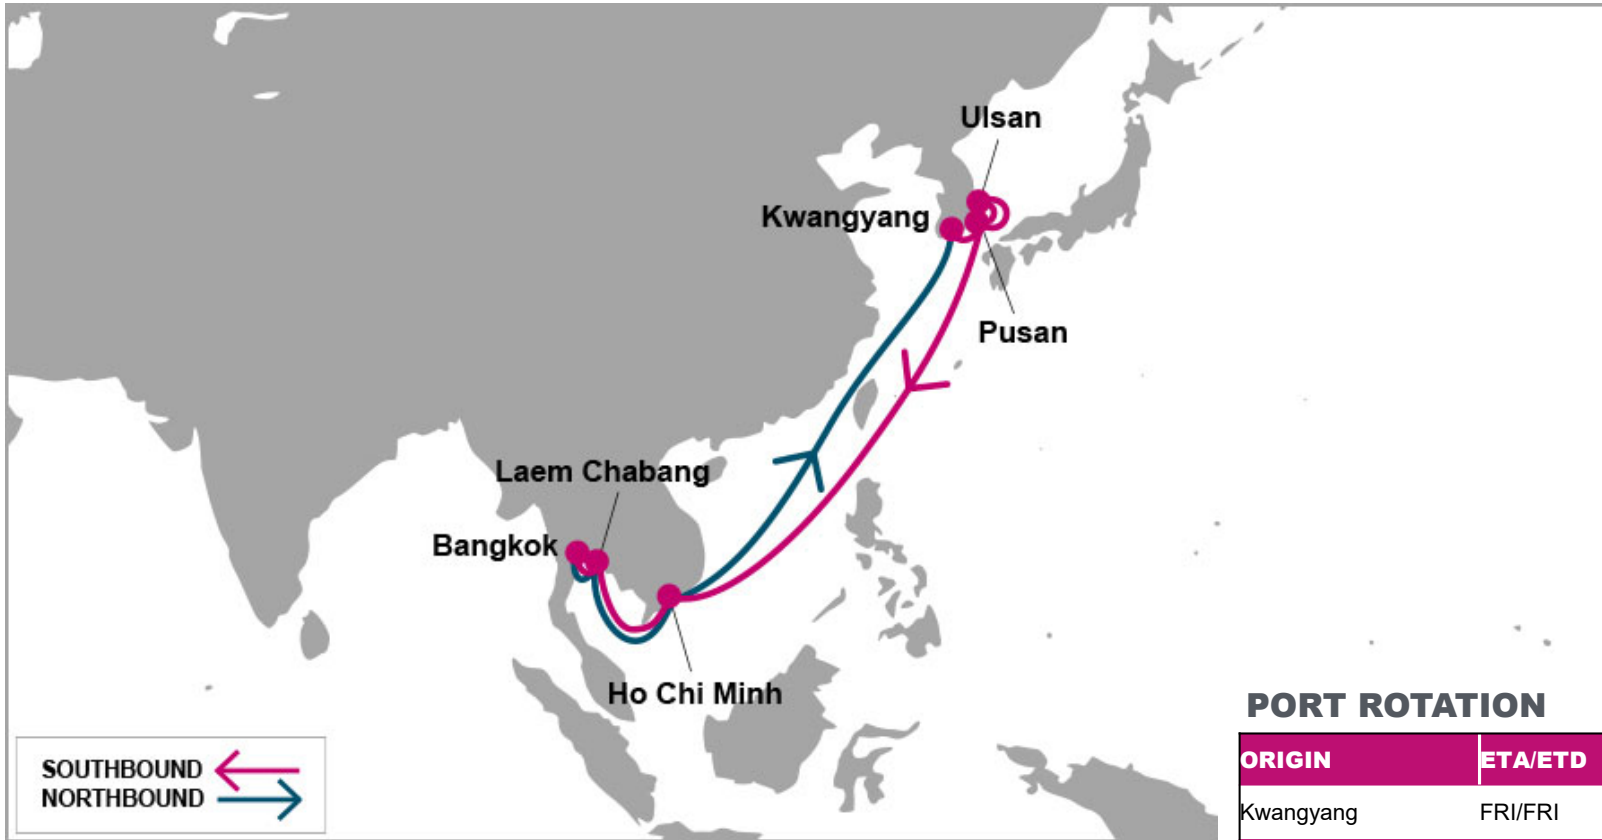 Ulsan
Kwangyang
Pusan
Laem Chabang
Bangkok
Ho Chi Minh
SOUTHBOUND
NORTHBOUND
PORT ROTATION
ORIGIN ETA/ETD
Kwangyang FRI/FRI